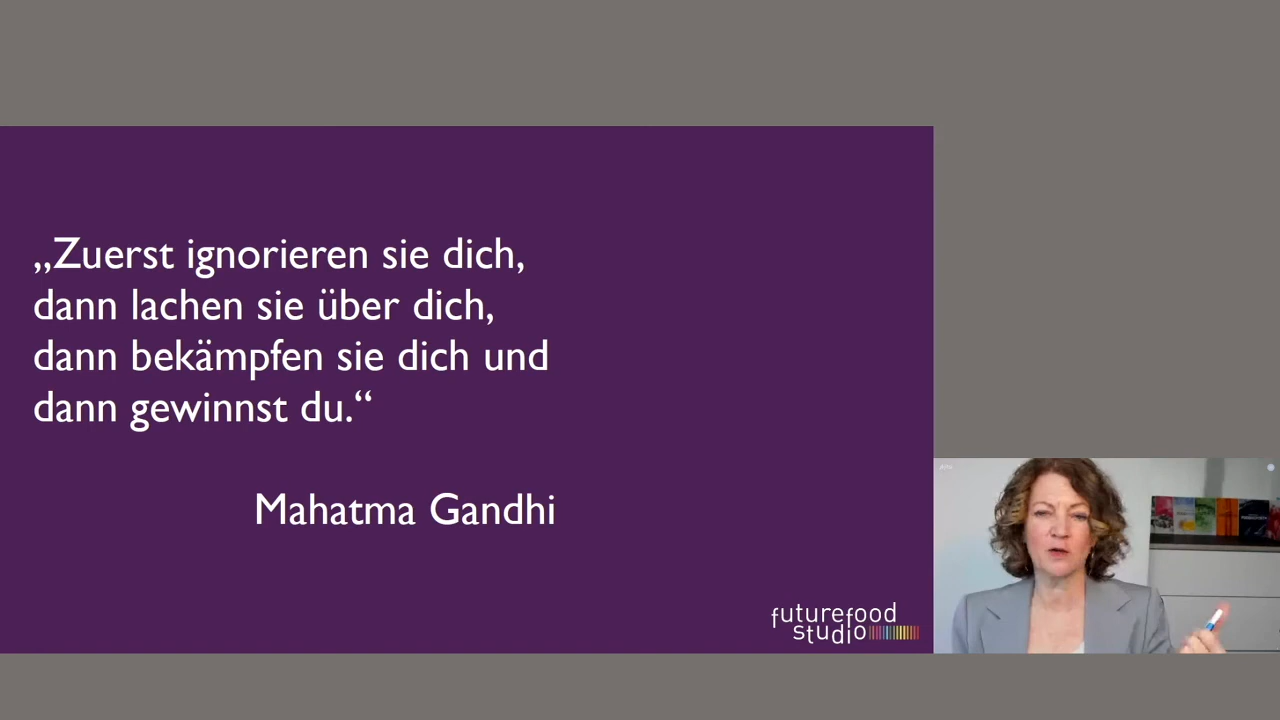 „Zuerst ignorieren sie dich,
dann lachen sie über dich,
dann bekämpfen sie dich und
dann gewinnst du.“
Mahatma Gandhi
futurefood
studio